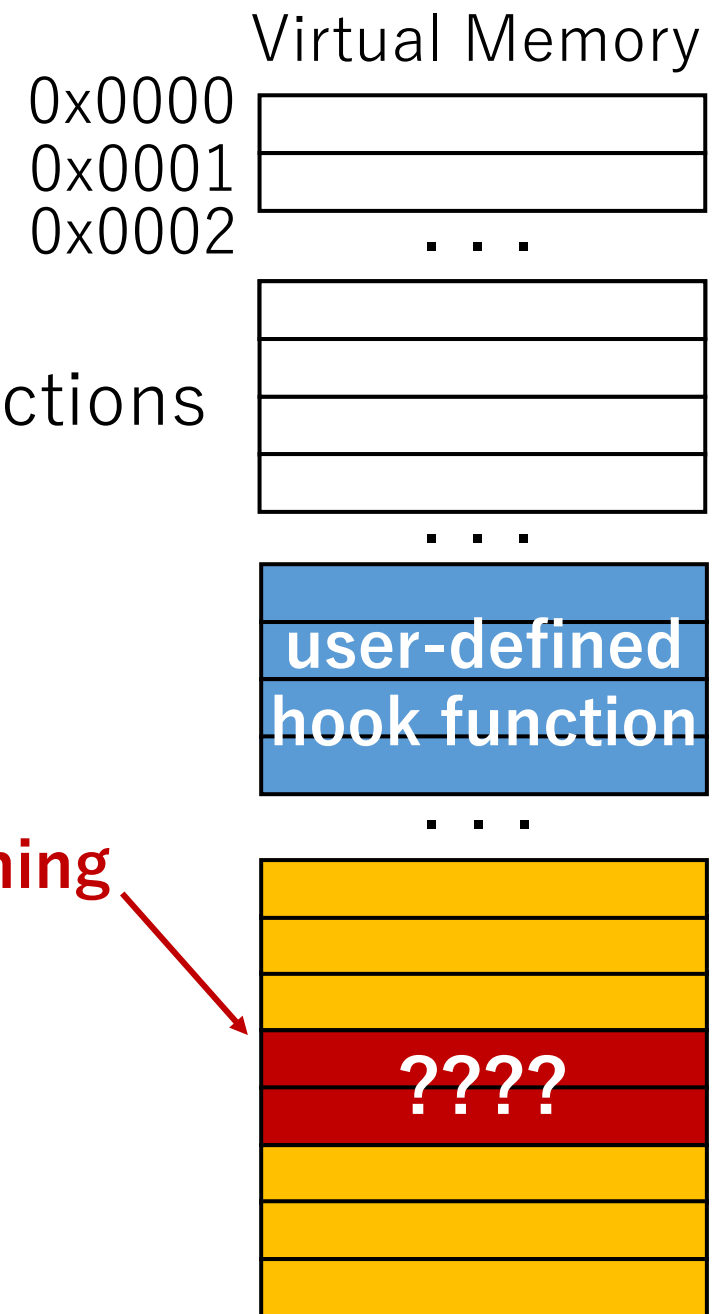 Virtual Memory
0x0000
0x0001
0x0002
. . .
ctions
. . .
user-defined
hook function
. . .
ning
????